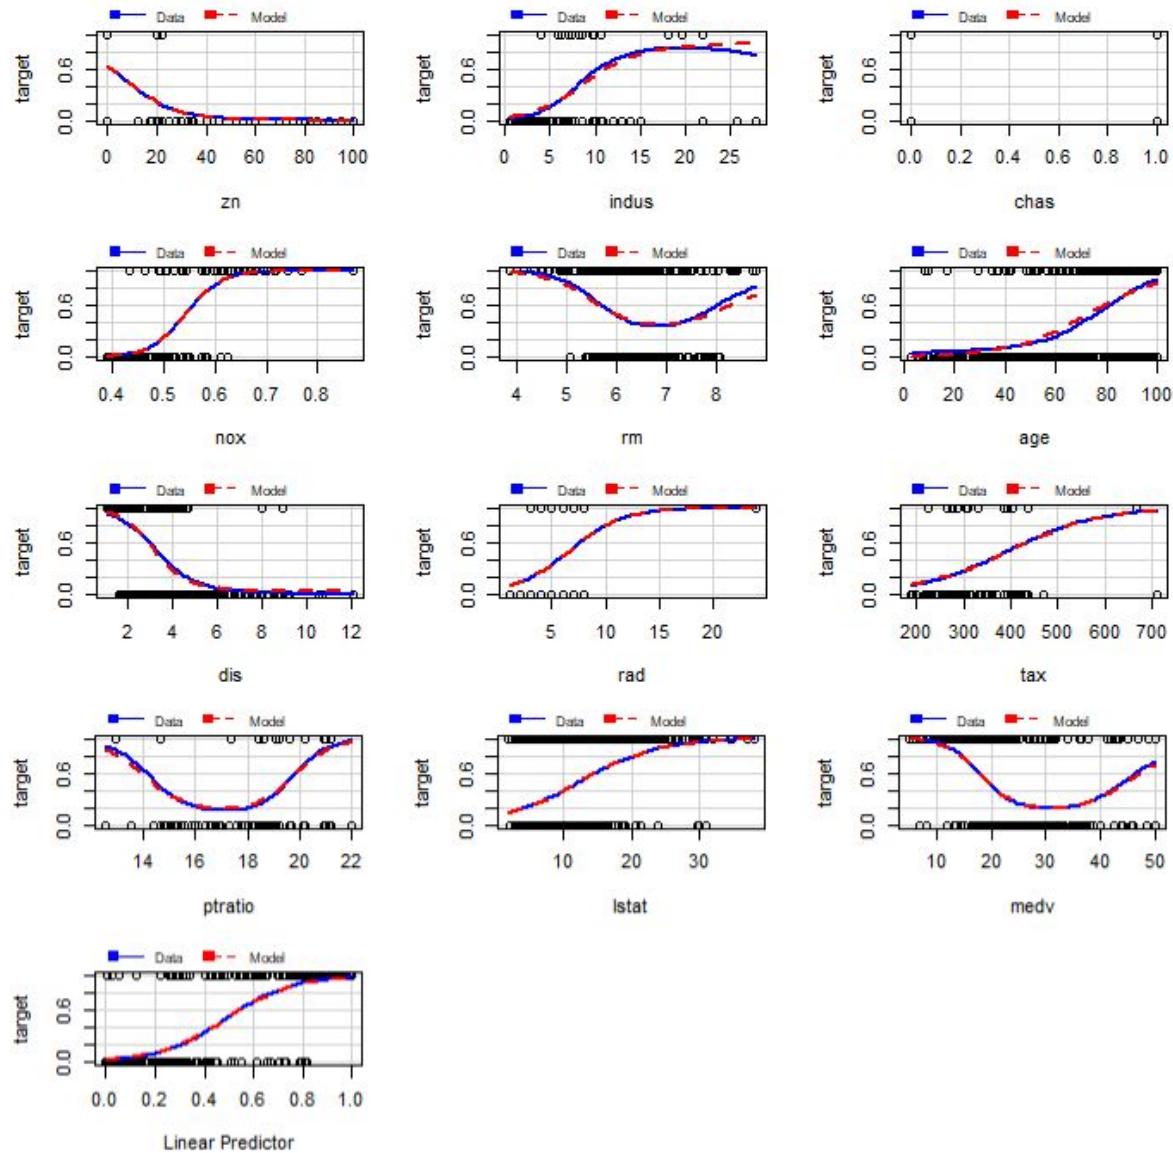 Data Model Data Model Data Model
target 0.0 0.6 target 0.0 0.6 target 0.0 0.6
0 20 40 60 80 100 0 5 10 15 20 25 0.0 0.2 0.4 0.6 0.8 1.0
zn indus chas
Data Model Data Model Data Model
target 0.0 0.6 target 0.0 0.6 target 0.0 0.6
0.4 0.5 0.6 0.7 0.8 4 5 6 7 8 0 20 40 60 80 100
nox rm age
Data Model Data Model Data Model
target 0.0 0.6 target 0.0 0.6 target 0.0 0.6
2 4 6 8 10 12 5 10 15 20 200 300 400 500 600 700
dis rad tax
Data Model Data Model Data Model
target 0.0 0.6 target 0.0 0.6 target 0.0 0.6
14 16 18 20 22 10 20 30 10 20 30 40 50
ptratio lstat medv
Data Model
target 0.0 0.6
0.0 0.2 0.4 0.6 0.8 1.0
Linear Predictor